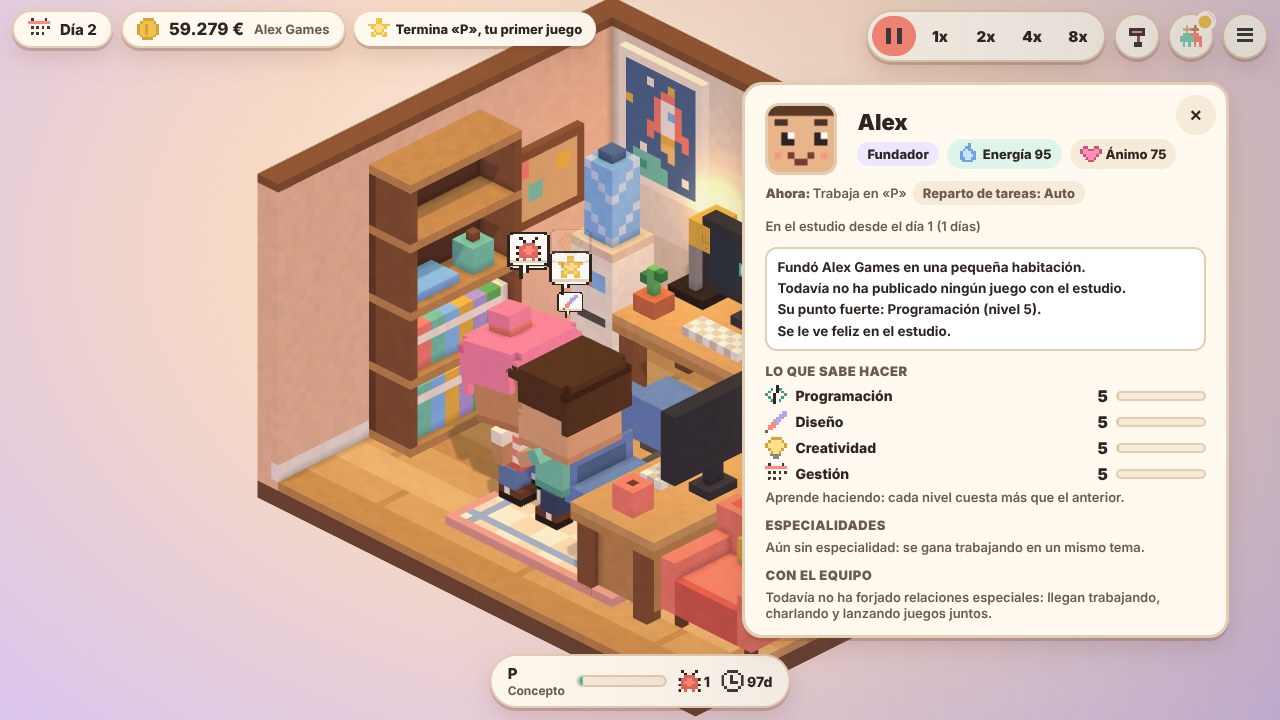 Día 2
59.279 € Alex Games
Termina «P», tu primer juego
1x 2x 4x 8x
Alex
Fundador
Energía 95
Ánimo 75
Ahora: Trabaja en «P» Reparto de tareas: Auto
En el estudio desde el día 1 (1 días)
Fundó Alex Games en una pequeña habitación.
Todavía no ha publicado ningún juego con el estudio.
Su punto fuerte: Programación (nivel 5).
Se le ve feliz en el estudio.
LO QUE SABE HACER
Programación 5
Diseño 5
Creatividad 5
Gestión 5
Aprende haciendo: cada nivel cuesta más que el anterior.
ESPECIALIDADES
Aún sin especialidad: se gana trabajando en un mismo tema.
CON EL EQUIPO
Todavía no ha forjado relaciones especiales: llegan trabajando,
charlando y lanzando juegos juntos.
P
Concepto
1
97d